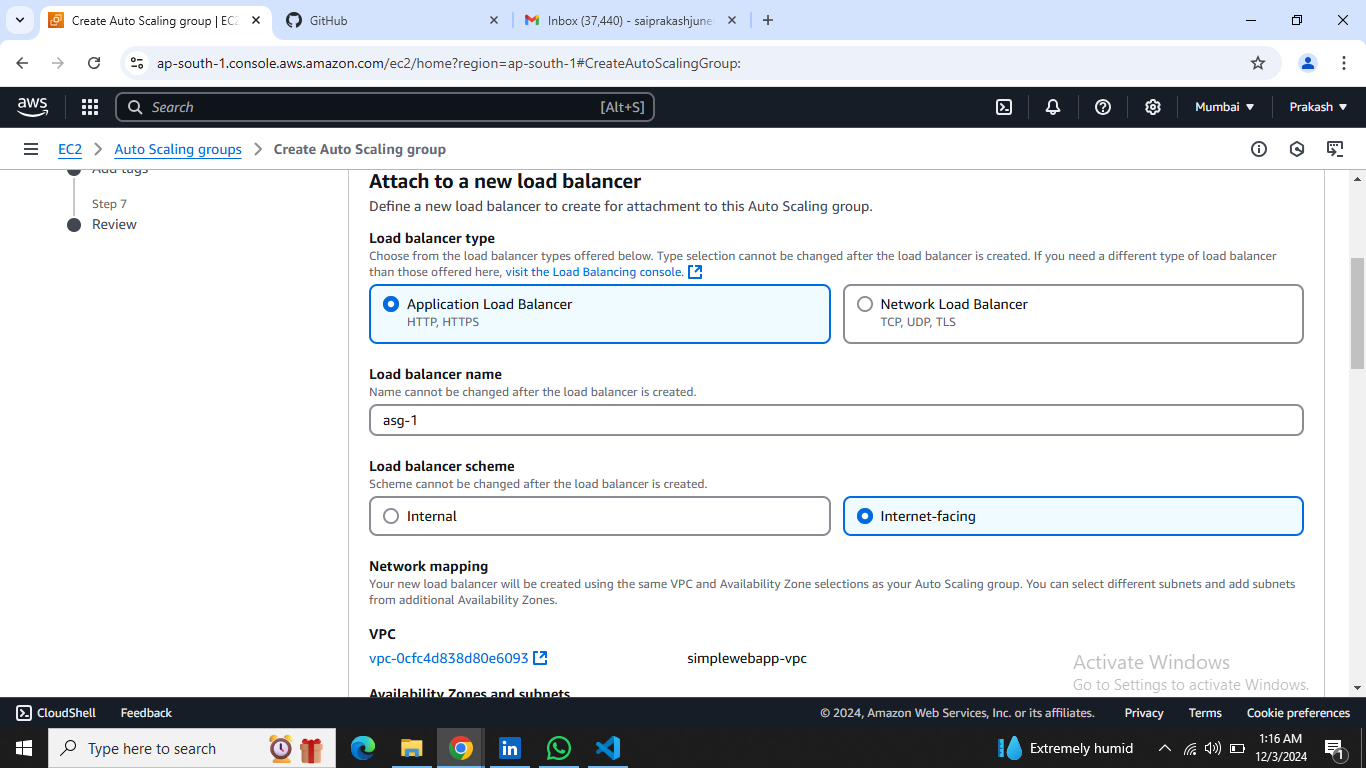 Create Auto Scaling group | EC2
GitHub
Inbox (37,440) - saiprakashjune
ap-south-1.console.aws.amazon.com/ec2/home?region=ap-south-1#CreateAutoScalingGroup:
aws
Search
[Alt+S]
Mumbai
Prakash
EC2
Auto Scaling groups
Create Auto Scaling group
Add tags
Step 7
Review
Attach to a new load balancer
Define a new load balancer to create for attachment to this Auto Scaling group.
Load balancer type
Choose from the load balancer types offered below. Type selection cannot be changed after the load balancer is created. If you need a different type of load balancer
than those offered here, visit the Load Balancing console.
Application Load Balancer
HTTP, HTTPS
Network Load Balancer
TCP, UDP, TLS
Load balancer name
Name cannot be changed after the load balancer is created.
asg-1
Load balancer scheme
Scheme cannot be changed after the load balancer is created.
Internal
Internet-facing
Network mapping
Your new load balancer will be created using the same VPC and Availability Zone selections as your Auto Scaling group. You can select different subnets and add subnets
from additional Availability Zones.
VPC
vpc-0cfc4d838d80e6093
simplewebapp-vpc
Activate Windows
Go to Settings to activate Windows.
Availability Zones and subnets
CloudShell
Feedback
© 2024, Amazon Web Services, Inc. or its affiliates.
Privacy
Terms
Cookie preferences
Type here to search
Extremely humid
1:16 AM
12/3/2024
1